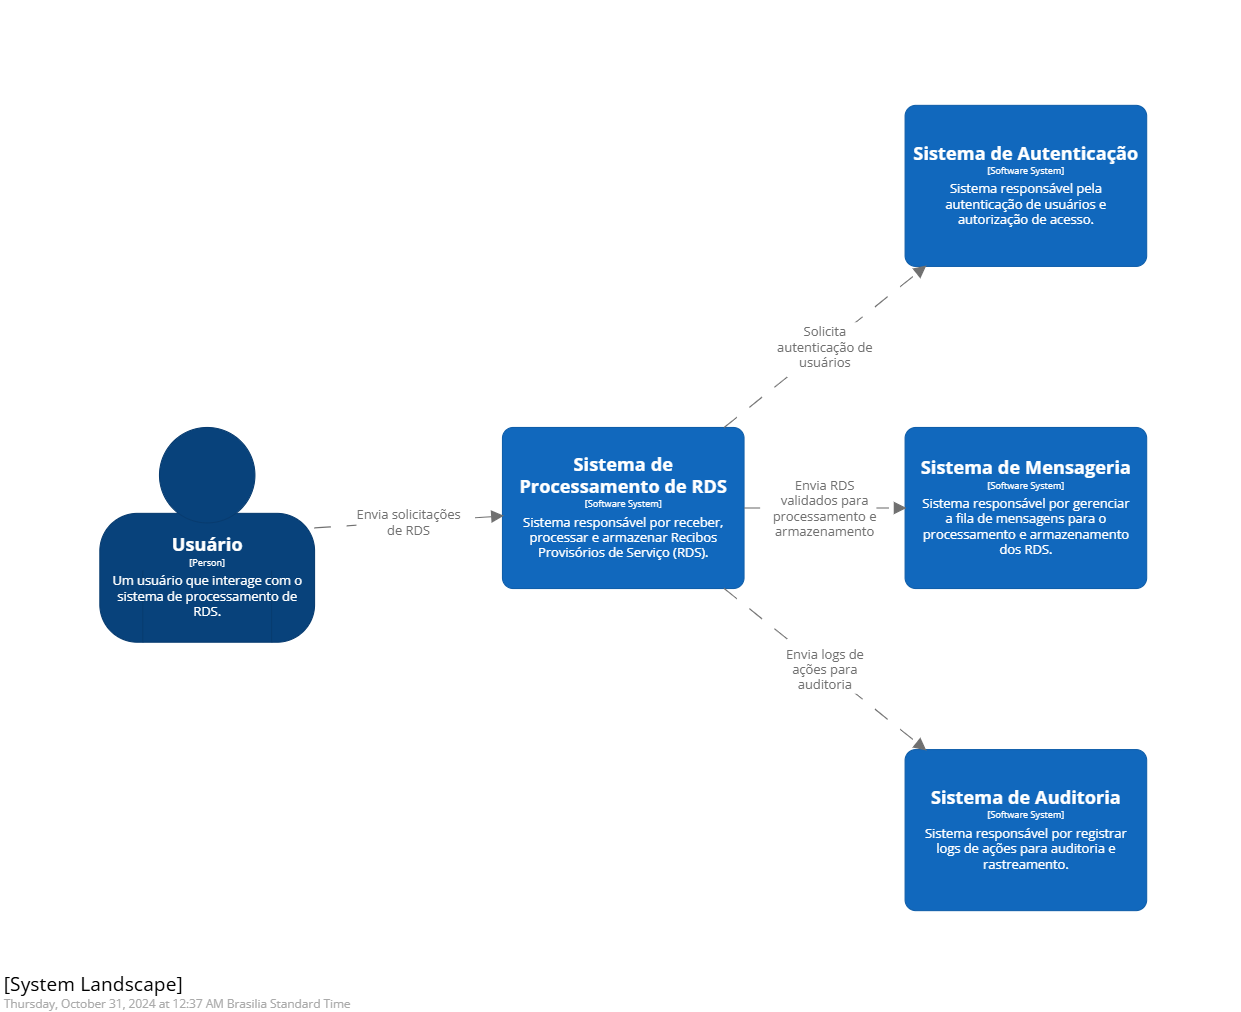 Sistema de Autenticação
[Software System]
Sistema responsável pela
autenticação de usuários e
autorização de acesso.
Solicita
autenticação de
usuários
Usuário
[Person]
Um usuário que interage com o
sistema de processamento de
RDS.
Envia solicitações
de RDS
Sistema de
Processamento de RDS
[Software System]
Sistema responsável por receber,
processar e armazenar Recibos
Provisórios de Serviço (RDS).
Envia RDS
validados para
processamento e
armazenamento
Sistema de Mensageria
[Software System]
Sistema responsável por gerenciar
a fila de mensagens para o
processamento e armazenamento
dos RDS.
Envia logs de
ações para
auditoria
Sistema de Auditoria
[Software System]
Sistema responsável por registrar
logs de ações para auditoria e
rastreamento.
[System Landscape]
Thursday, October 31, 2024 at 12:37 AM Brasilia Standard Time